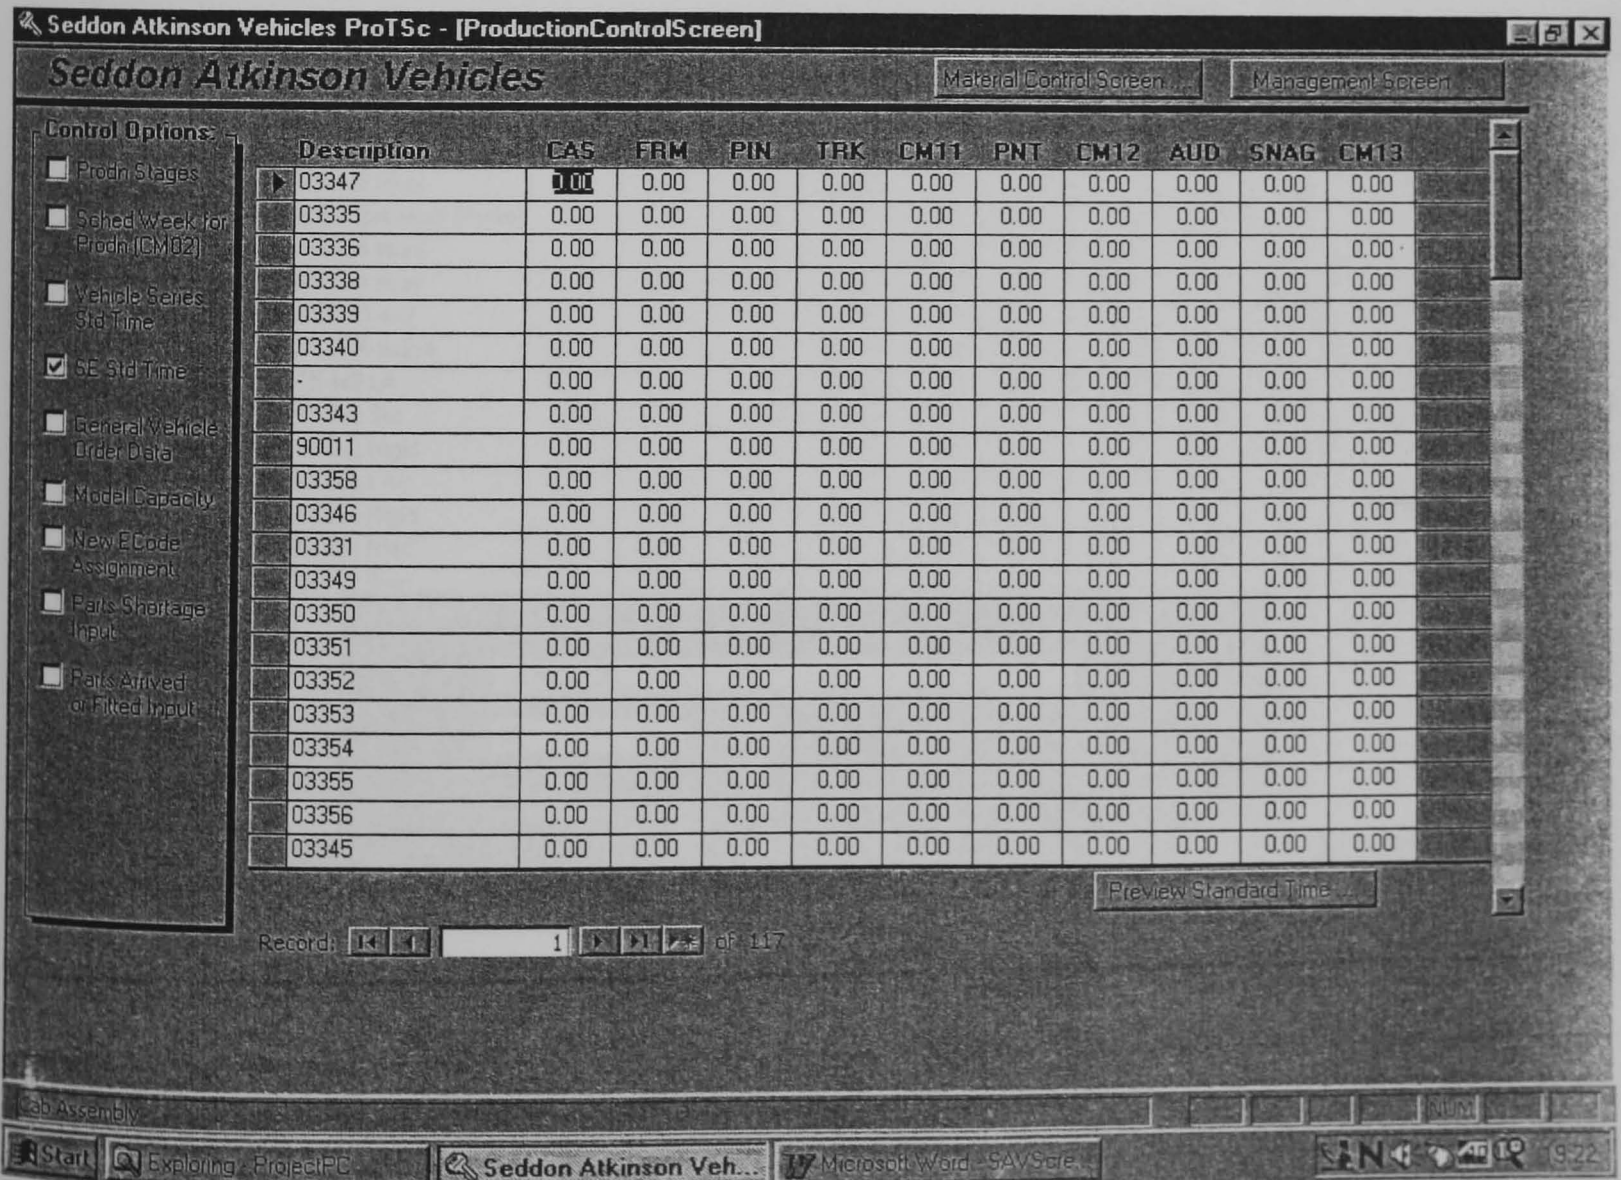 Seddon Atkinson Vehicles ProTSc - [ProductionControlScreen]
Seddon Atkinson Vehicles
Material Control Screen ...
Management Screen
Control Options:
Prodn Stages
Sched Week for
Prodn (CM02)
Vehicle Series
Std Time
SE Std Time
General Vehicle
Order Data
Model Capacity
New ECode
Assignment
Parts Shortage
Input
Parts Arrived
or Fitted Input
Description CAS FRM PIN TRK CM11 PNT CM12 AUD SNAG CM13
03347 0.00 0.00 0.00 0.00 0.00 0.00 0.00 0.00 0.00 0.00
03335 0.00 0.00 0.00 0.00 0.00 0.00 0.00 0.00 0.00 0.00
03336 0.00 0.00 0.00 0.00 0.00 0.00 0.00 0.00 0.00 0.00
03338 0.00 0.00 0.00 0.00 0.00 0.00 0.00 0.00 0.00 0.00
03339 0.00 0.00 0.00 0.00 0.00 0.00 0.00 0.00 0.00 0.00
03340 0.00 0.00 0.00 0.00 0.00 0.00 0.00 0.00 0.00 0.00
. 0.00 0.00 0.00 0.00 0.00 0.00 0.00 0.00 0.00 0.00
03343 0.00 0.00 0.00 0.00 0.00 0.00 0.00 0.00 0.00 0.00
90011 0.00 0.00 0.00 0.00 0.00 0.00 0.00 0.00 0.00 0.00
03358 0.00 0.00 0.00 0.00 0.00 0.00 0.00 0.00 0.00 0.00
03346 0.00 0.00 0.00 0.00 0.00 0.00 0.00 0.00 0.00 0.00
03331 0.00 0.00 0.00 0.00 0.00 0.00 0.00 0.00 0.00 0.00
03349 0.00 0.00 0.00 0.00 0.00 0.00 0.00 0.00 0.00 0.00
03350 0.00 0.00 0.00 0.00 0.00 0.00 0.00 0.00 0.00 0.00
03351 0.00 0.00 0.00 0.00 0.00 0.00 0.00 0.00 0.00 0.00
03352 0.00 0.00 0.00 0.00 0.00 0.00 0.00 0.00 0.00 0.00
03353 0.00 0.00 0.00 0.00 0.00 0.00 0.00 0.00 0.00 0.00
03354 0.00 0.00 0.00 0.00 0.00 0.00 0.00 0.00 0.00 0.00
03355 0.00 0.00 0.00 0.00 0.00 0.00 0.00 0.00 0.00 0.00
03356 0.00 0.00 0.00 0.00 0.00 0.00 0.00 0.00 0.00 0.00
03345 0.00 0.00 0.00 0.00 0.00 0.00 0.00 0.00 0.00 0.00
Preview Standard Time ...
Record: 1 of 117
Cab Assembly
NUM
Start
Exploring - ProjectPC
Seddon Atkinson Veh...
Microsoft Word - SAVScre...
N
19:22